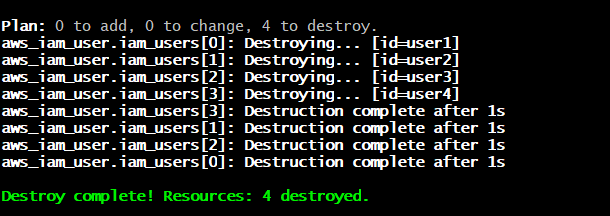 Plan: 0 to add, 0 to change, 4 to destroy.
aws_iam_user.iam_users[0]: Destroying... [id=user1]
aws_iam_user.iam_users[1]: Destroying... [id=user2]
aws_iam_user.iam_users[2]: Destroying... [id=user3]
aws_iam_user.iam_users[3]: Destroying... [id=user4]
aws_iam_user.iam_users[3]: Destruction complete after 1s
aws_iam_user.iam_users[1]: Destruction complete after 1s
aws_iam_user.iam_users[2]: Destruction complete after 1s
aws_iam_user.iam_users[0]: Destruction complete after 1s
Destroy complete! Resources: 4 destroyed.